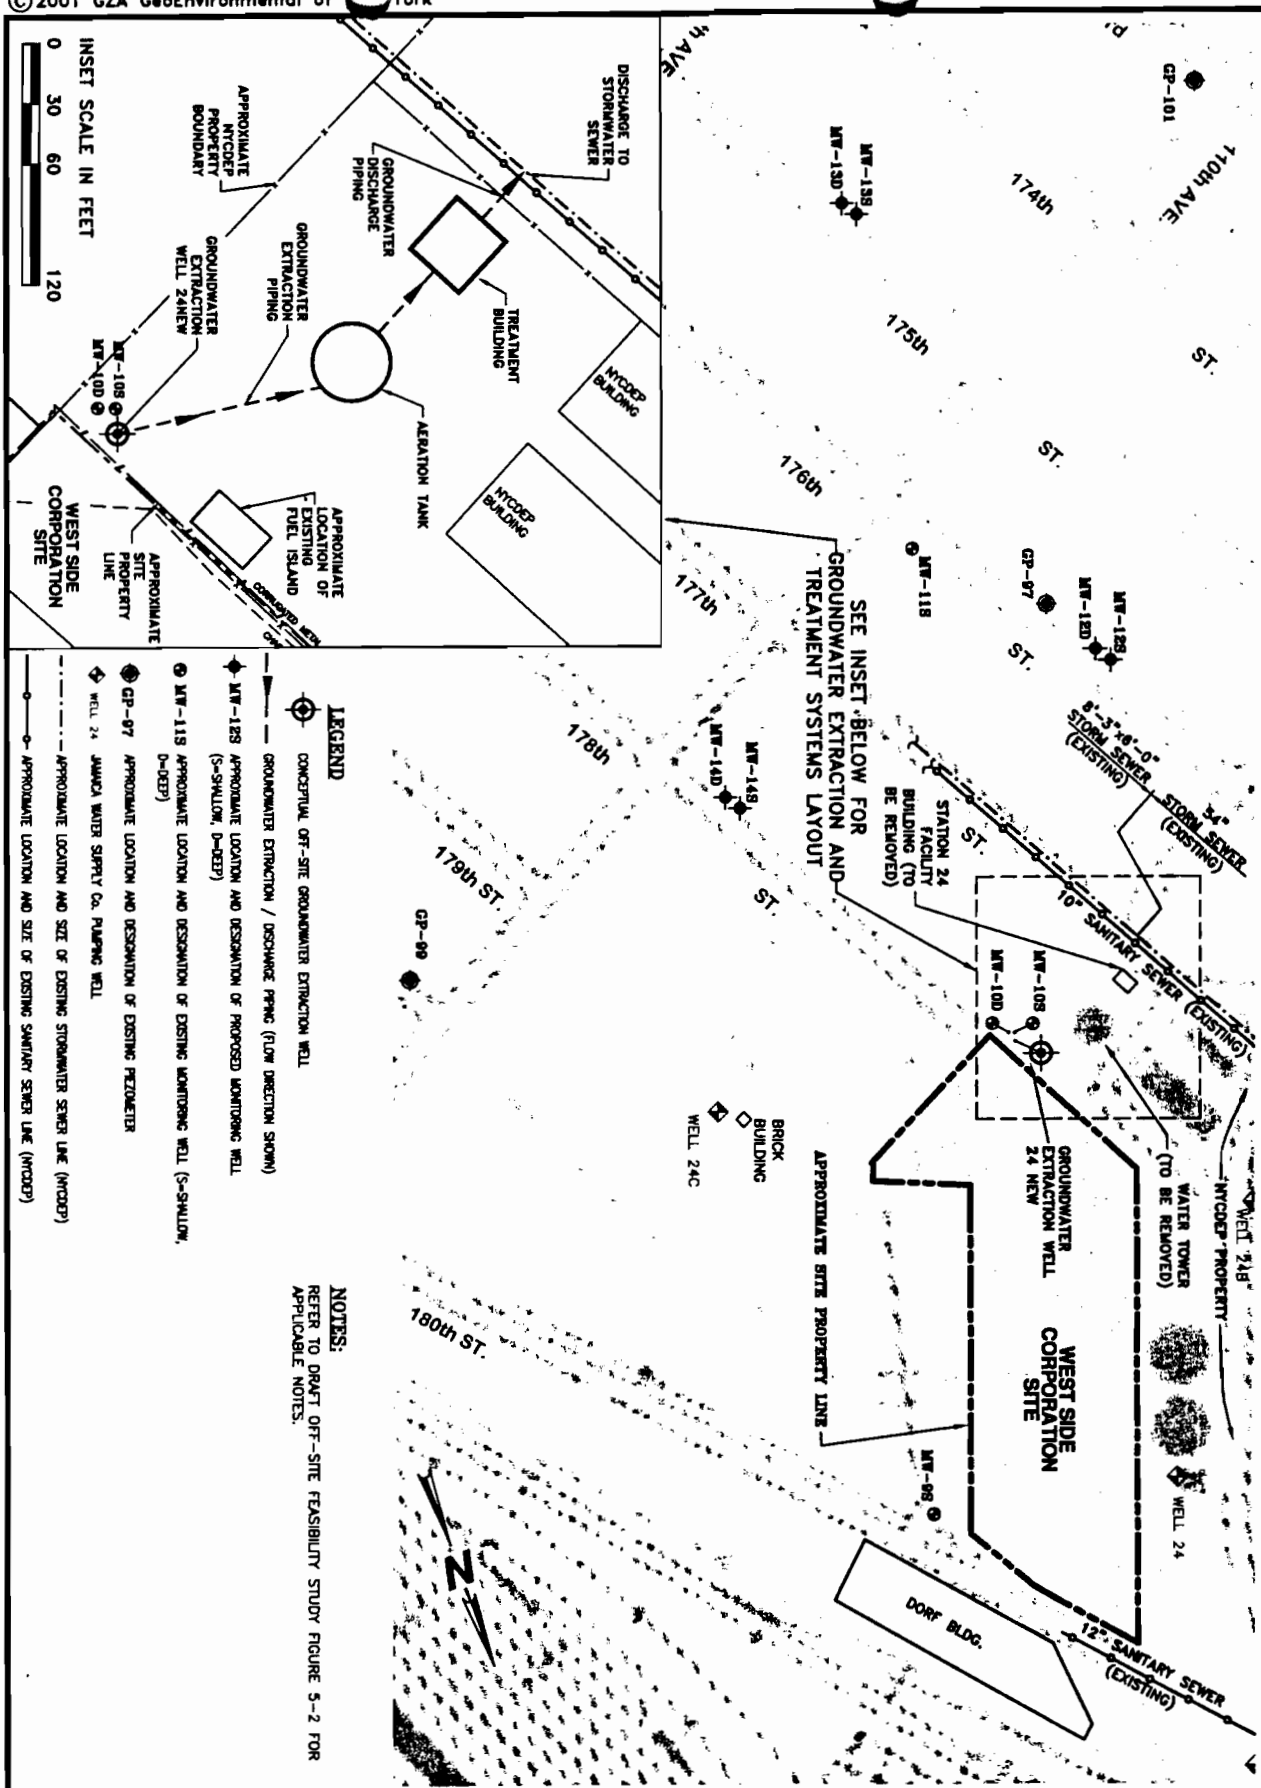 © 2001 GZA GeoEnvironmental of
York
GP-101
110th AVE.
174th
ST.
MW-13S
MW-13D
175th
ST.
176th
ST.
MW-11S
GP-97
MW-12S
MW-12D
177th
ST.
SEE INSET BELOW FOR
GROUNDWATER EXTRACTION AND
TREATMENT SYSTEMS LAYOUT
8'-3"x6'-0"
STORM SEWER
(EXISTING)
54"
STORM SEWER
(EXISTING)
STATION 24
FACILITY
BUILDING (TO
BE REMOVED)
10" SANITARY SEWER (EXISTING)
178th
ST.
MW-14S
MW-14D
179th ST.
GP-99
MW-10S
MW-10D
WATER TOWER
(TO BE REMOVED)
NYCDEP PROPERTY
WELL 24B
GROUNDWATER
EXTRACTION WELL
24 NEW
BRICK
BUILDING
WELL 24C
APPROXIMATE SITE PROPERTY LINE
WEST SIDE
CORPORATION
SITE
WELL 24
MW-9S
180th ST.
DORF BLDG.
12" SANITARY SEWER
(EXISTING)
N
INSET SCALE IN FEET
0 30 60 120
DISCHARGE TO
STORMWATER
SEWER
APPROXIMATE
NYCDEP
PROPERTY
BOUNDARY
GROUNDWATER
DISCHARGE
PIPING
TREATMENT
BUILDING
NYCDEP
BUILDING
NYCDEP
BUILDING
GROUNDWATER
EXTRACTION
PIPING
GROUNDWATER
EXTRACTION
WELL 24NEW
AERATION TANK
MW-10S
MW-10D
APPROXIMATE
LOCATION OF
EXISTING
FUEL ISLAND
CORRUGATED METAL
WEST SIDE
CORPORATION
SITE
APPROXIMATE
SITE
PROPERTY
LINE
LEGEND
CONCEPTUAL OFF-SITE GROUNDWATER EXTRACTION WELL
GROUNDWATER EXTRACTION / DISCHARGE PIPING (FLOW DIRECTION SHOWN)
MW-12S APPROXIMATE LOCATION AND DESIGNATION OF PROPOSED MONITORING WELL
(S=SHALLOW, D=DEEP)
MW-11S APPROXIMATE LOCATION AND DESIGNATION OF EXISTING MONITORING WELL (S=SHALLOW,
D=DEEP)
GP-97 APPROXIMATE LOCATION AND DESIGNATION OF EXISTING PIEZOMETER
WELL 24 JAMAICA WATER SUPPLY Co. PUMPING WELL
APPROXIMATE LOCATION AND SIZE OF EXISTING STORMWATER SEWER LINE (NYCDEP)
APPROXIMATE LOCATION AND SIZE OF EXISTING SANITARY SEWER LINE (NYCDEP)
NOTES:
REFER TO DRAFT OFF-SITE FEASIBILITY STUDY FIGURE 5-2 FOR
APPLICABLE NOTES.